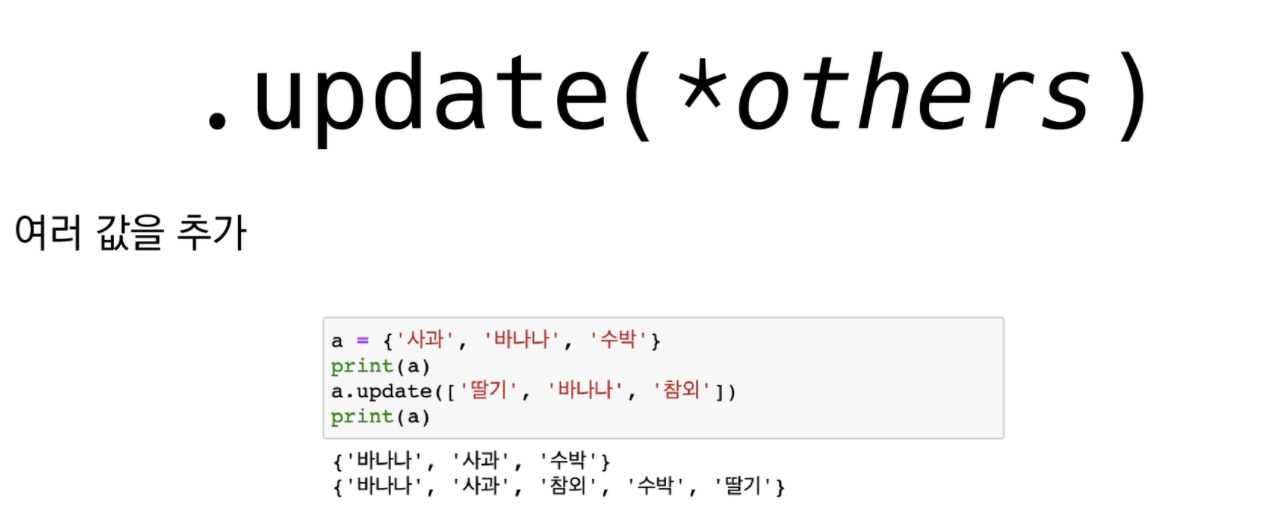 .update(*others)
여러 값을 추가
a = {'사과', '바나나', '수박'}
print(a)
a.update(['딸기', '바나나', '참외'])
print(a)
{'바나나', '사과', '수박'}
{'바나나', '사과', '참외', '수박', '딸기'}